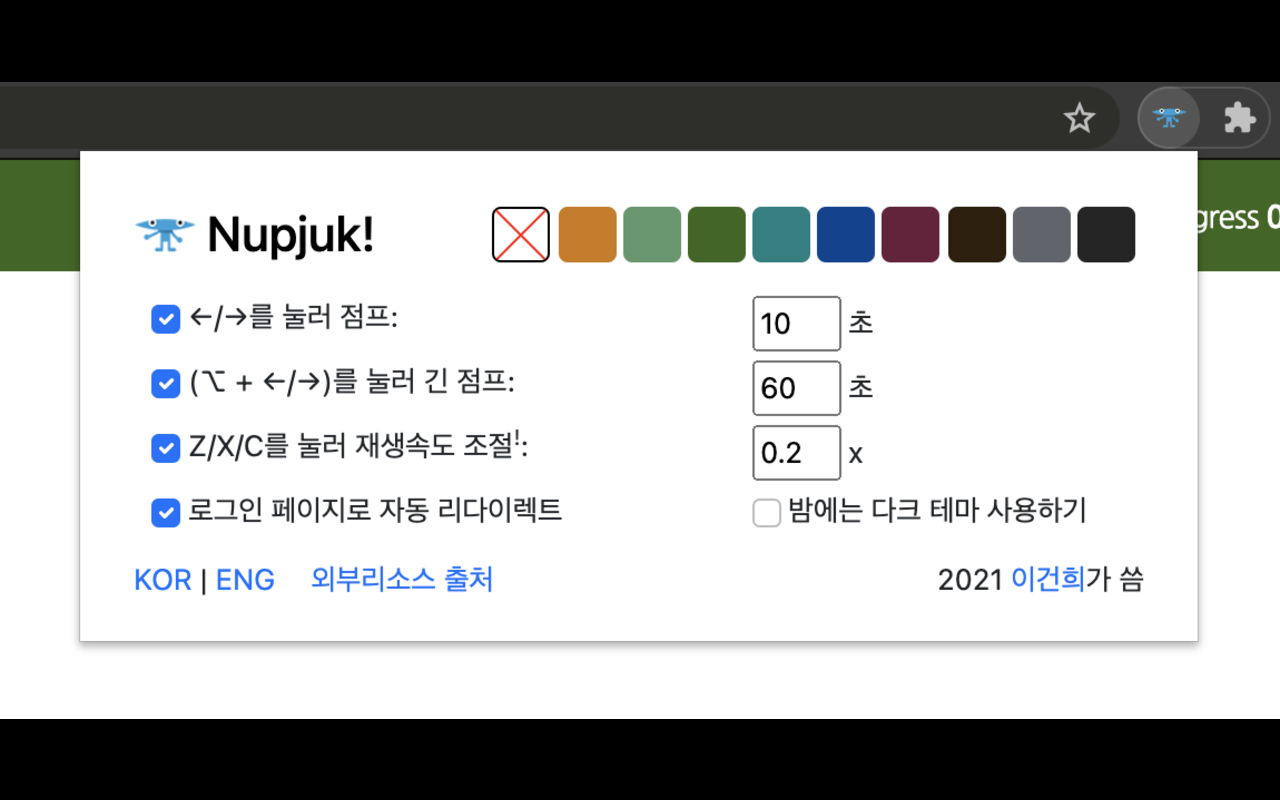 gress 0
Nupjuk!
←/→를 눌러 점프: 10 초
(⌥ + ←/→)를 눌러 긴 점프: 60 초
Z/X/C를 눌러 재생속도 조절!: 0.2 x
로그인 페이지로 자동 리다이렉트 밤에는 다크 테마 사용하기
KOR | ENG 외부리소스 출처 2021 이건희가 씀